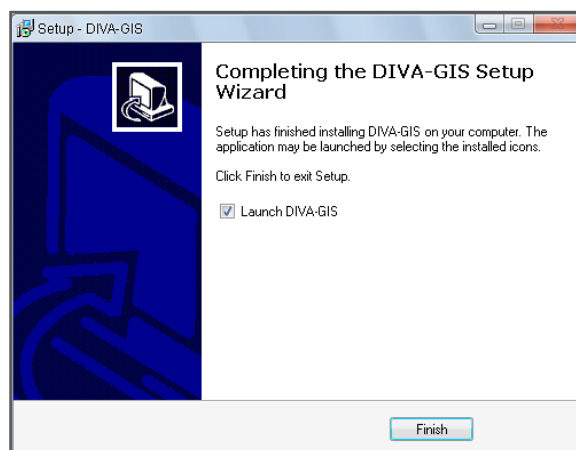 Setup - DIVA-GIS
Completing the DIVA-GIS Setup
Wizard
Setup has finished installing DIVA-GIS on your computer. The
application may be launched by selecting the installed icons.
Click Finish to exit Setup.
Launch DIVA-GIS
Finish